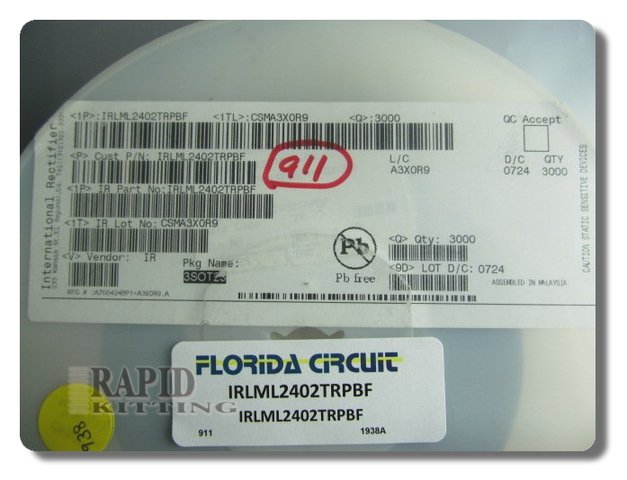 <1P>:IRLML2402TRPBF <1TL>:CSMA3X0R9 <Q>:3000
QC Accept
<P> Cust P/N: IRLML2402TRPBF
911
L/C
A3X0R9
D/C QTY
0724 3000
<1P> IR Part No:IRLML2402TRPBF
<1T> IR Lot No: CSMA3X0R9
<V> Vendor: IR
Pkg Name:
3SOT23
Pb
Pb free
<Q> Qty: 3000
<9D> LOT D/C: 0724
ASSEMBLED IN MALAYSIA
International Rectifier
CAUTION STATIC SENSITIVE DEVICES
FLORIDA CIRCUIT
IRLML2402TRPBF
IRLML2402TRPBF
911 1938A
RAPID
KITTING
938